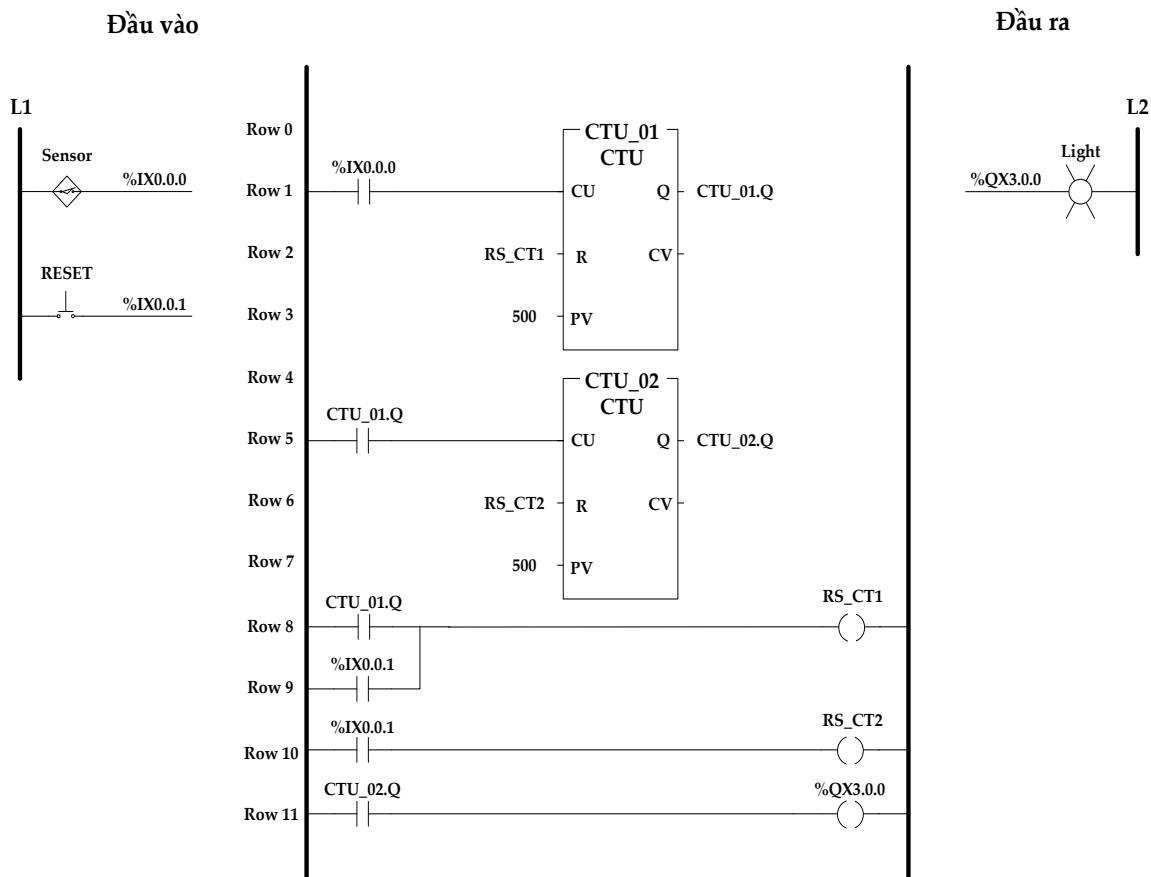 Đầu vào
Đầu ra
L1
L2
Sensor
%IX0.0.0
RESET
%IX0.0.1
Light
%QX3.0.0
Row 0
CTU_01
CTU
Row 1
%IX0.0.0
CU
Q
CTU_01.Q
Row 2
RS_CT1
R
CV
Row 3
500
PV
Row 4
CTU_02
CTU
Row 5
CTU_01.Q
CU
Q
CTU_02.Q
Row 6
RS_CT2
R
CV
Row 7
500
PV
Row 8
CTU_01.Q
RS_CT1
Row 9
%IX0.0.1
Row 10
%IX0.0.1
RS_CT2
Row 11
CTU_02.Q
%QX3.0.0